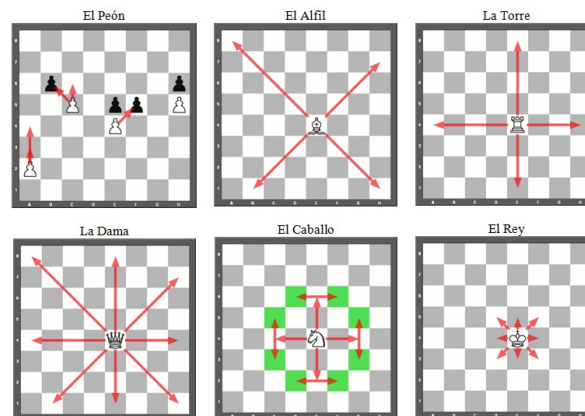 El Peón
El Alfil
La Torre
La Dama
El Caballo
El Rey